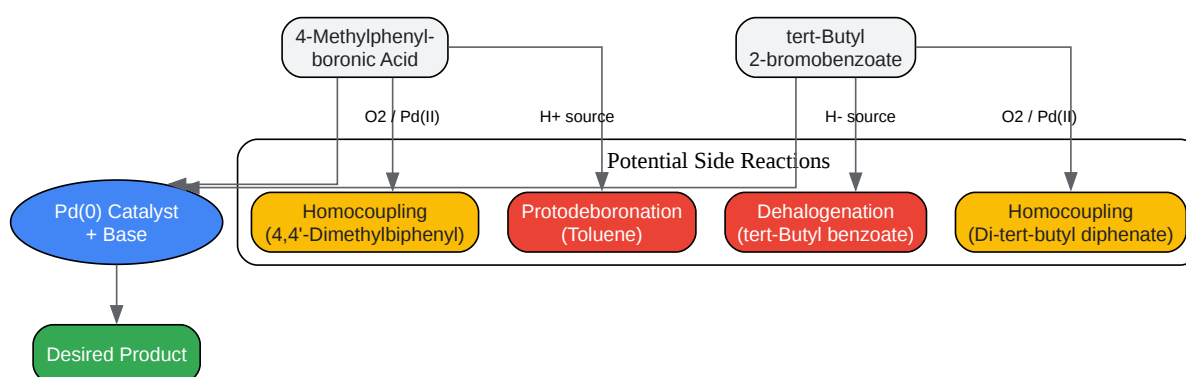 4-Methylphenyl-
boronic Acid
tert-Butyl
2-bromobenzoate
O2 / Pd(II)
H+ source
H- source
O2 / Pd(II)
Potential Side Reactions
Pd(0) Catalyst
+ Base
Homocoupling
(4,4'-Dimethylbiphenyl)
Protodeboronation
(Toluene)
Dehalogenation
(tert-Butyl benzoate)
Homocoupling
(Di-tert-butyl diphenate)
Desired Product